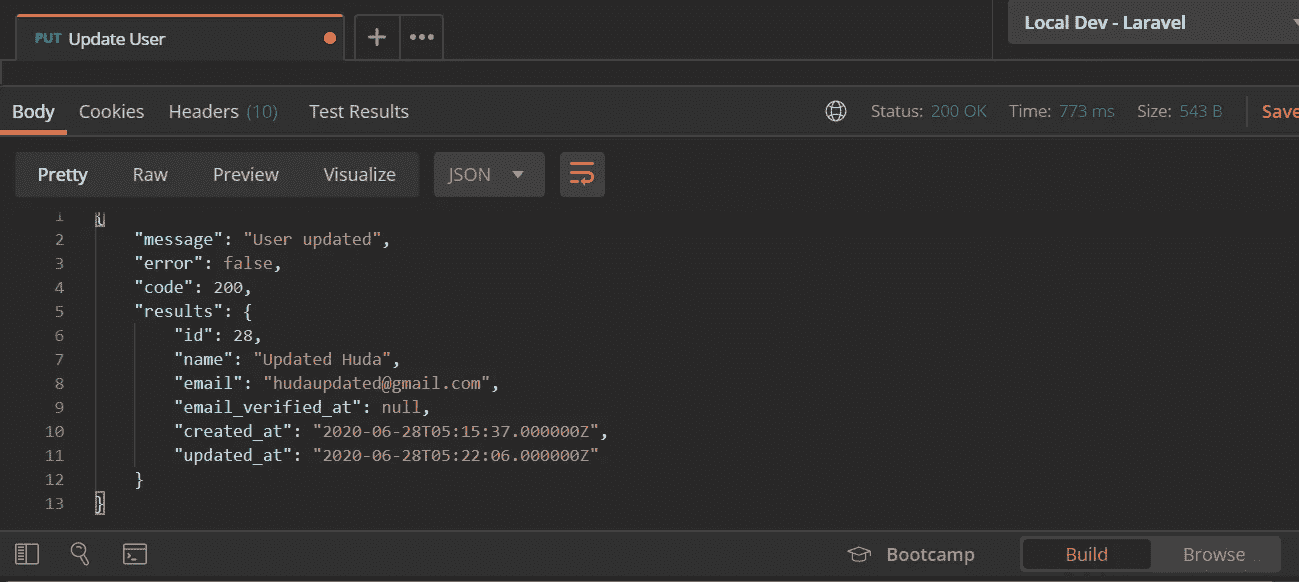 PUT Update User
Local Dev - Laravel
Body Cookies Headers (10) Test Results Status: 200 OK Time: 773 ms Size: 543 B Save
Pretty Raw Preview Visualize JSON
1 {
2 "message": "User updated",
3 "error": false,
4 "code": 200,
5 "results": {
6 "id": 28,
7 "name": "Updated Huda",
8 "email": "hudaupdated@gmail.com",
9 "email_verified_at": null,
10 "created_at": "2020-06-28T05:15:37.000000Z",
11 "updated_at": "2020-06-28T05:22:06.000000Z"
12 }
13 }
Bootcamp Build Browse